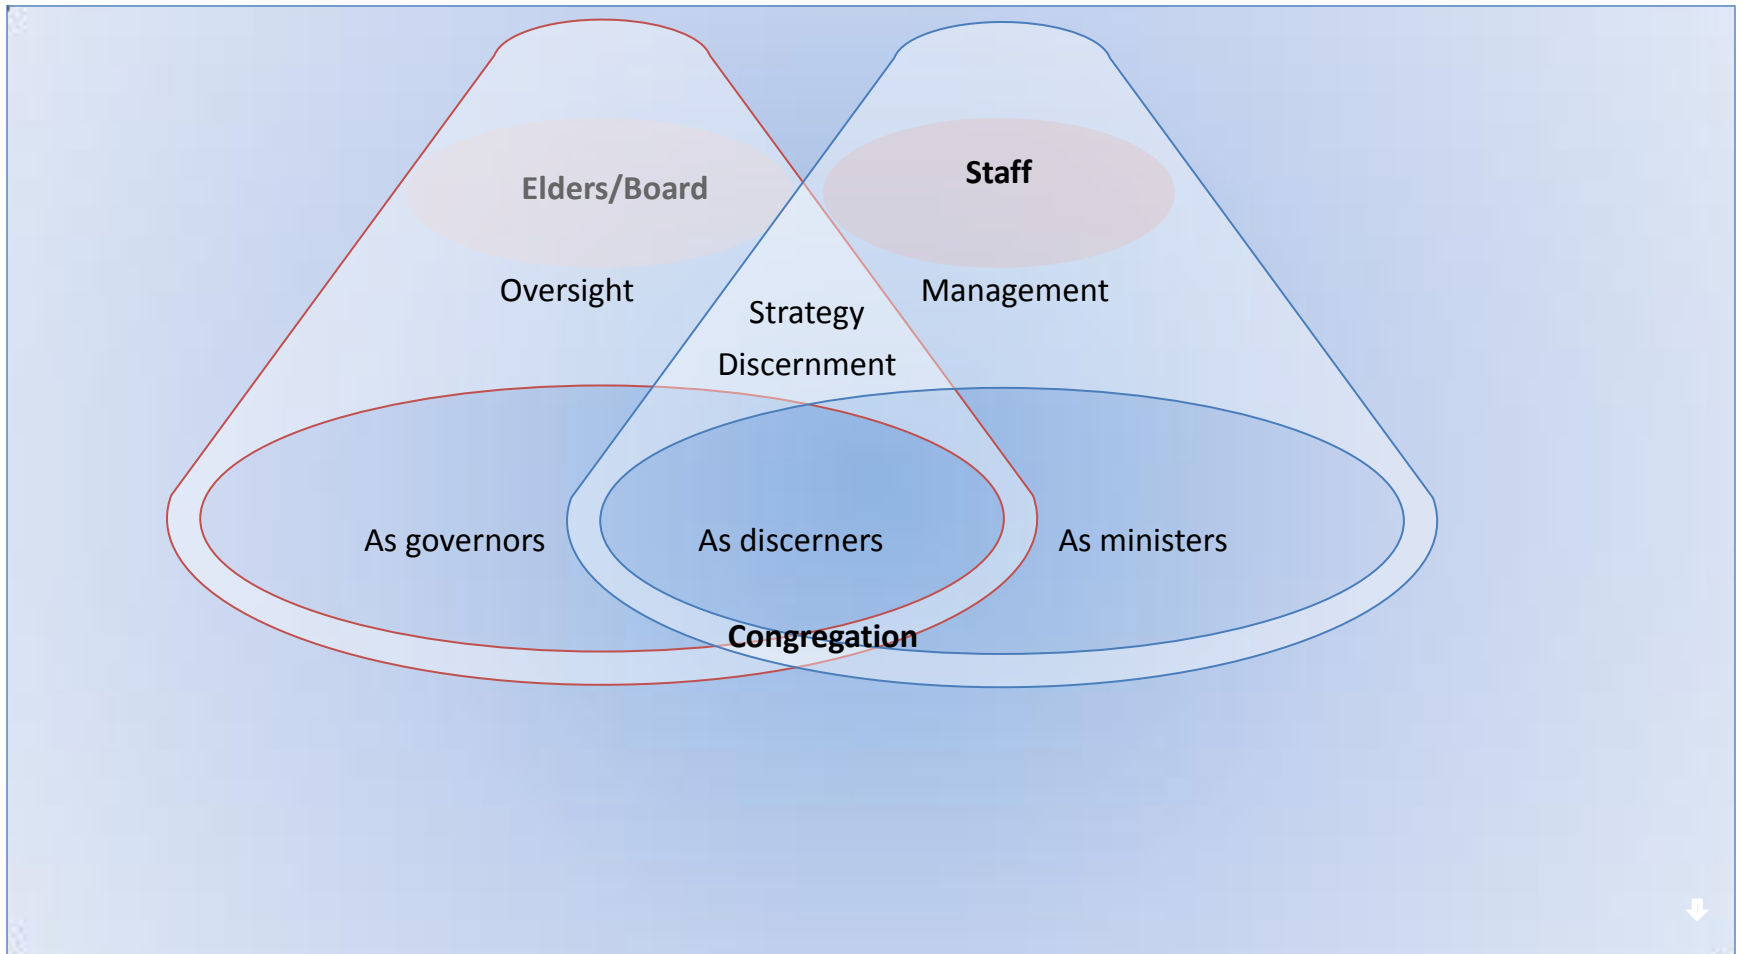 Elders/Board
Staff
Oversight
Management
Strategy
Discernment
As governors
As discerners
As ministers
Congregation